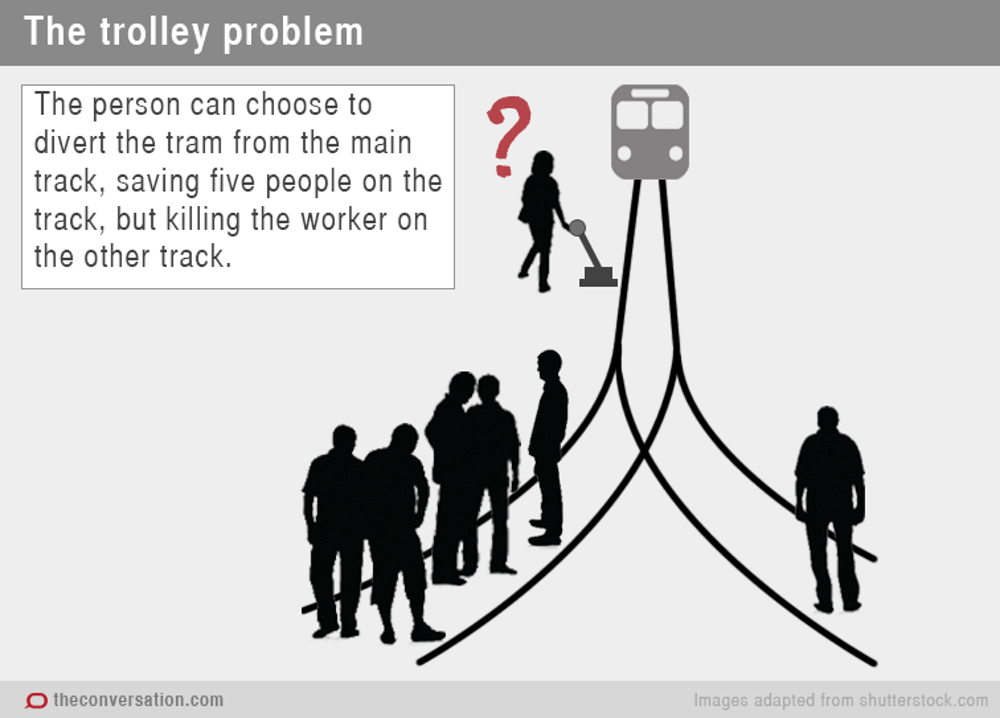 The trolley problem
The person can choose to
divert the tram from the main
track, saving five people on the
track, but killing the worker on
the other track.
?
theconversation.com
Images adapted from shutterstock.com